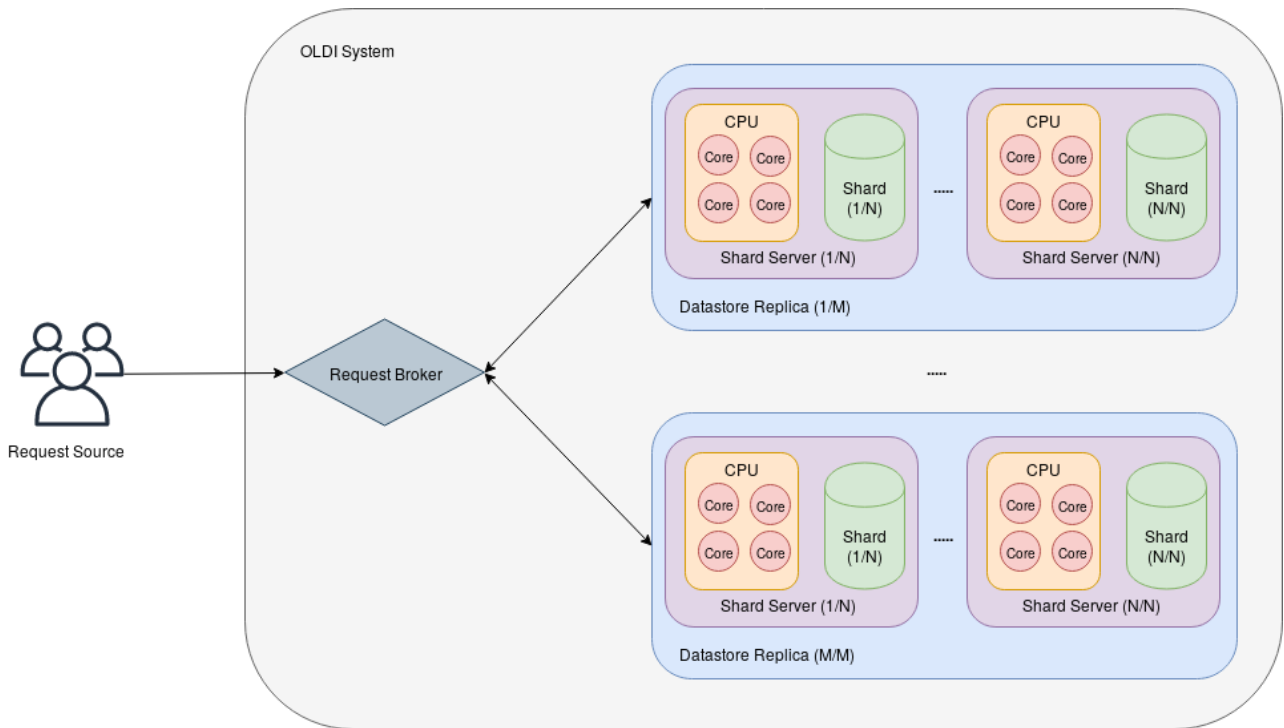 OLDI System
CPU
Core Core
Core Core
Shard
(1/N)
Shard Server (1/N)
.....
CPU
Core Core
Core Core
Shard
(N/N)
Shard Server (N/N)
Datastore Replica (1/M)
Request Source
Request Broker
.....
CPU
Core Core
Core Core
Shard
(1/N)
Shard Server (1/N)
.....
CPU
Core Core
Core Core
Shard
(N/N)
Shard Server (N/N)
Datastore Replica (M/M)